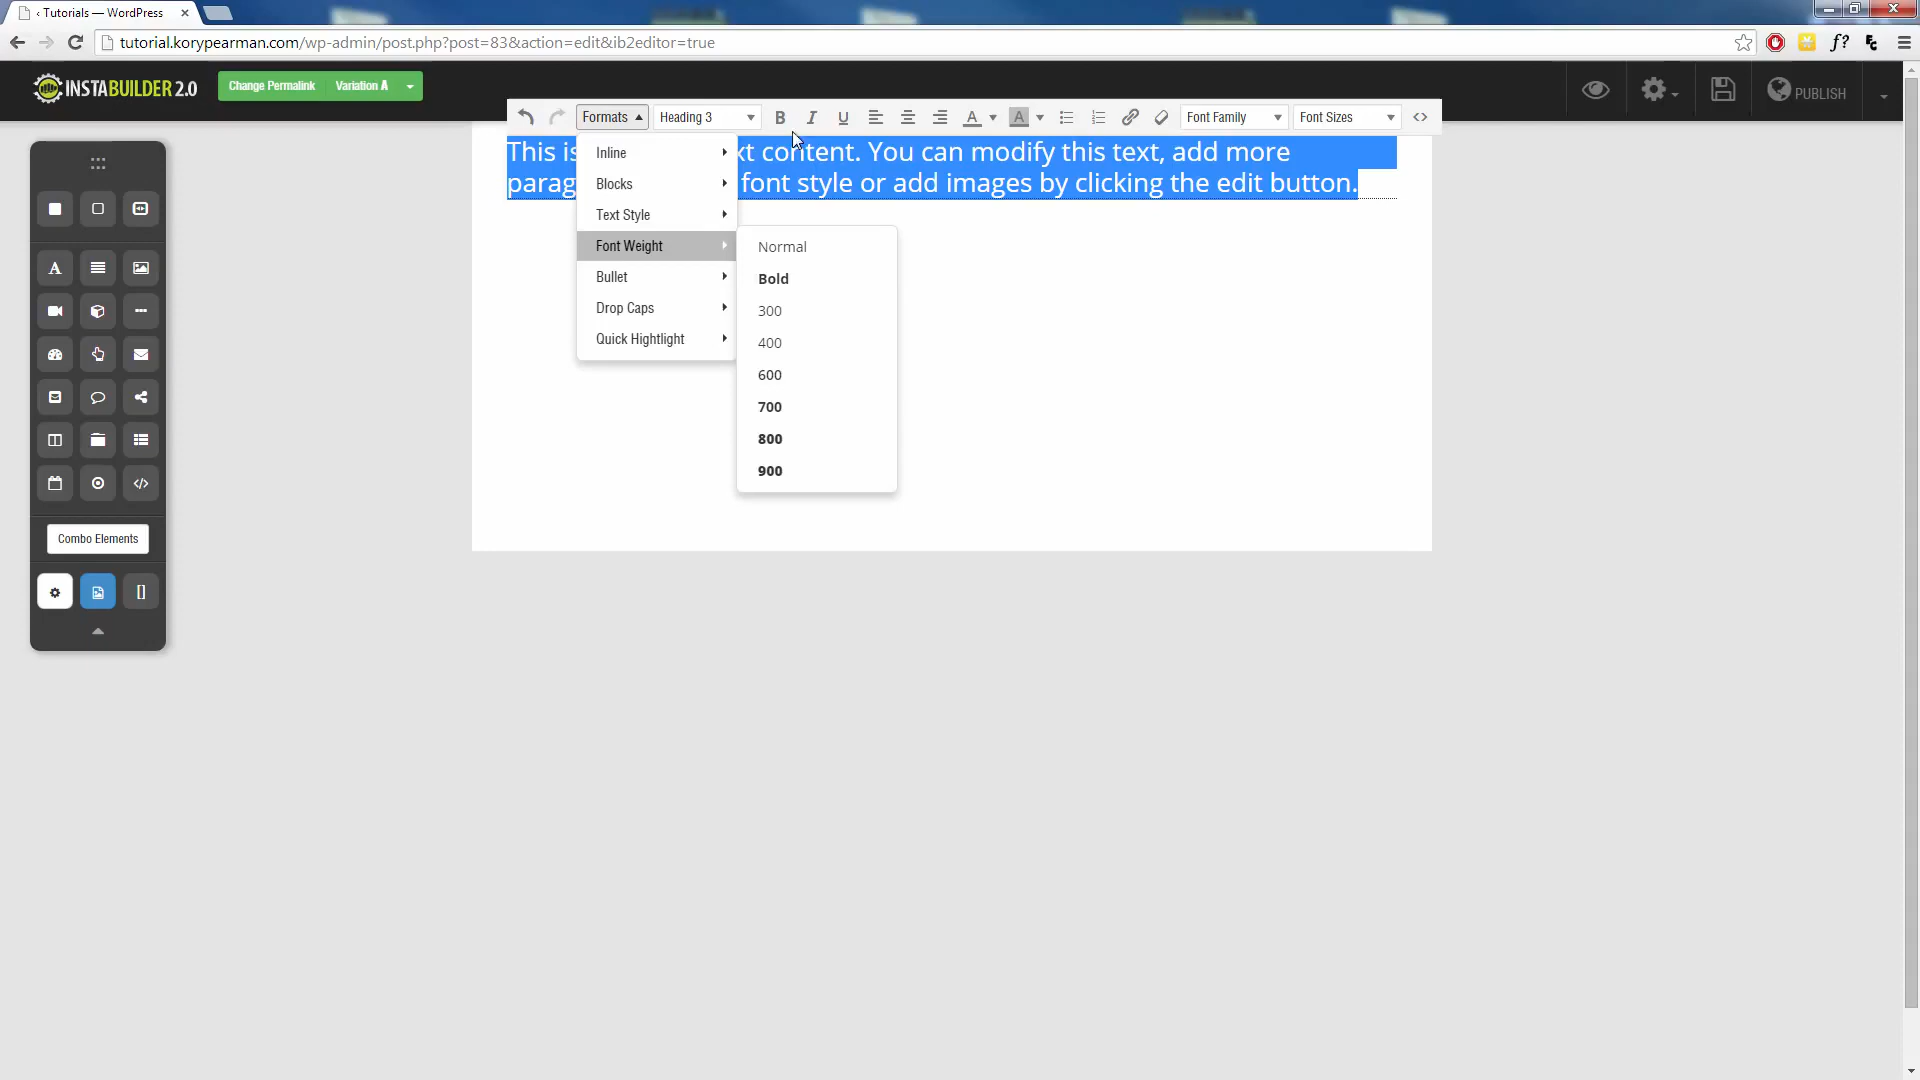 ‹ Tutorials — WordPress
tutorial.korypearman.com/wp-admin/post.php?post=83&action=edit&ib2editor=true
f?
INSTABUILDER 2.0
Change Permalink
Variation A
PUBLISH
Formats
Heading 3
B
I
U
A
A
Font Family
Font Sizes
This is
xt content. You can modify this text, add more
parag
font style or add images by clicking the edit button.
Inline
Blocks
Text Style
Font Weight
Bullet
Drop Caps
Quick Hightlight
Normal
Bold
300
400
600
700
800
900
A
Combo Elements
[]